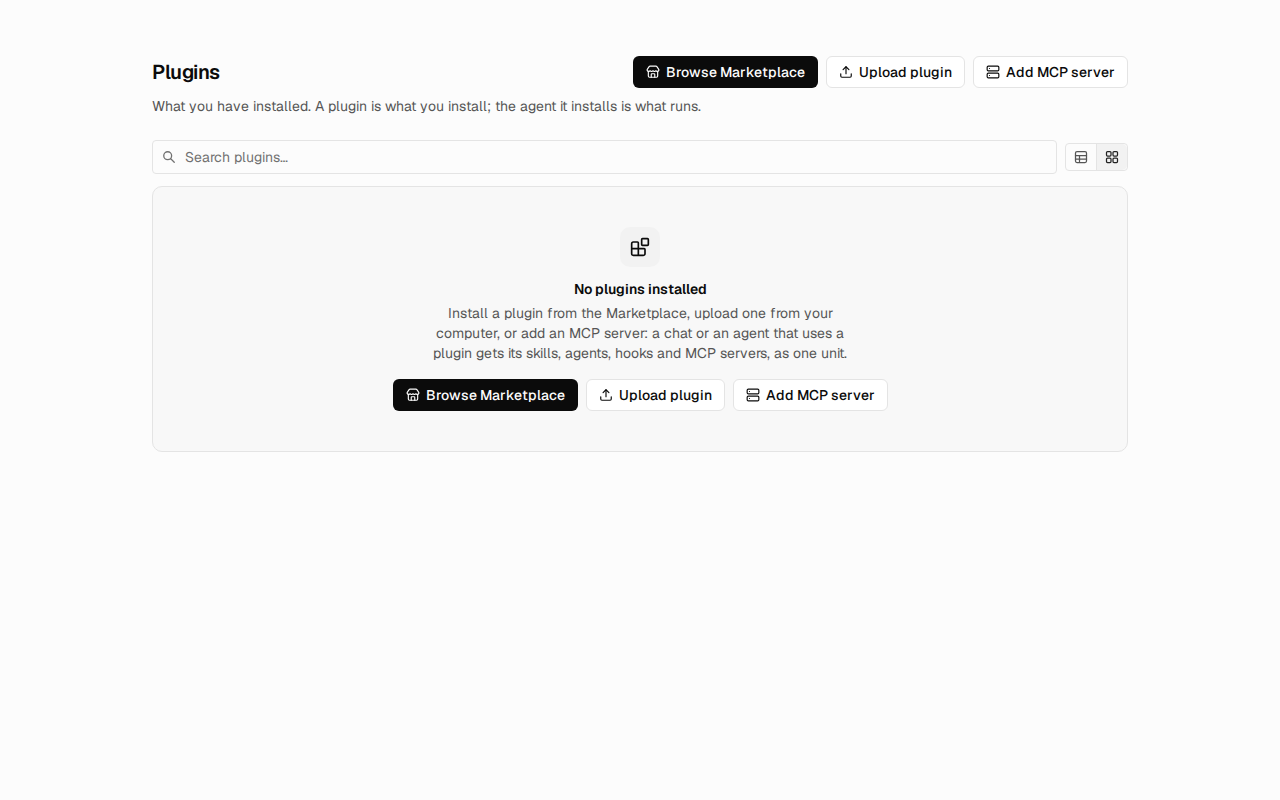 Plugins
Browse Marketplace
Upload plugin
Add MCP server
What you have installed. A plugin is what you install; the agent it installs is what runs.
Search plugins...
No plugins installed
Install a plugin from the Marketplace, upload one from your
computer, or add an MCP server: a chat or an agent that uses a
plugin gets its skills, agents, hooks and MCP servers, as one unit.
Browse Marketplace
Upload plugin
Add MCP server